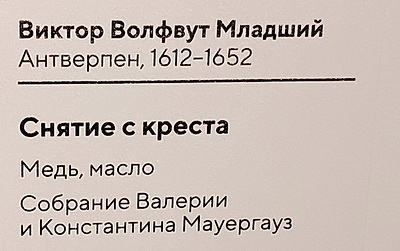 Виктор Волфвут Младший
Антверпен, 1612–1652
Снятие с креста
Медь, масло
Собрание Валерии
и Константина Мауергауз